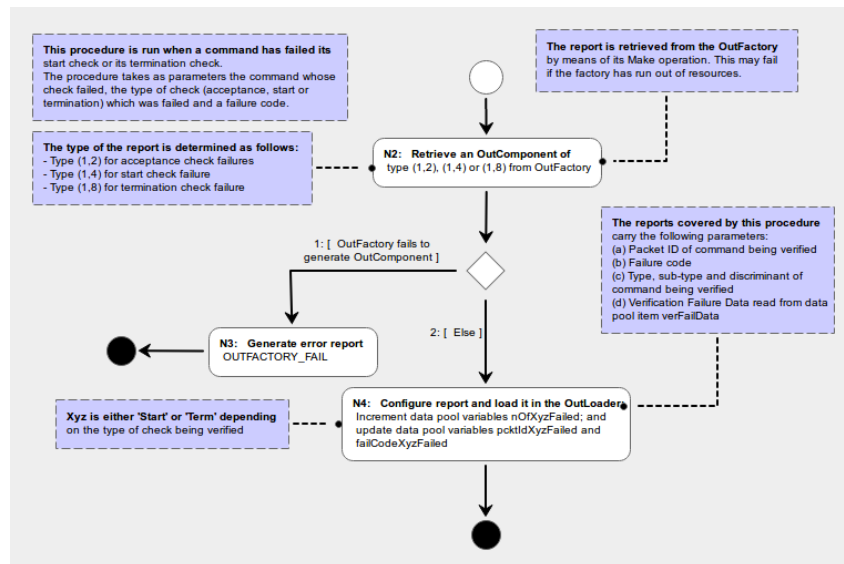 This procedure is run when a command has failed its
start check or its termination check.
The procedure takes as parameters the command whose
check failed, the type of check (acceptance, start or
termination) which was failed and a failure code.
The report is retrieved from the OutFactory
by means of its Make operation. This may fail
if the factory has run out of resources.
The type of the report is determined as follows:
- Type (1,2) for acceptance check failures
- Type (1,4) for start check failure
- Type (1,8) for termination check failure
N2: Retrieve an OutComponent of
type (1,2), (1,4) or (1,8) from OutFactory
The reports covered by this procedure
carry the following parameters:
(a) Packet ID of command being verified
(b) Failure code
(c) Type, sub-type and discriminant of
command being verified
(d) Verification Failure Data read from data
pool item verFailData
1: [ OutFactory fails to
generate OutComponent ]
2: [ Else ]
N3: Generate error report
OUTFACTORY_FAIL
Xyz is either 'Start' or 'Term' depending
on the type of check being verified
N4: Configure report and load it in the OutLoader;
Increment data pool variables nOfXyzFailed; and
update data pool variables pcktIdXyzFailed and
failCodeXyzFailed